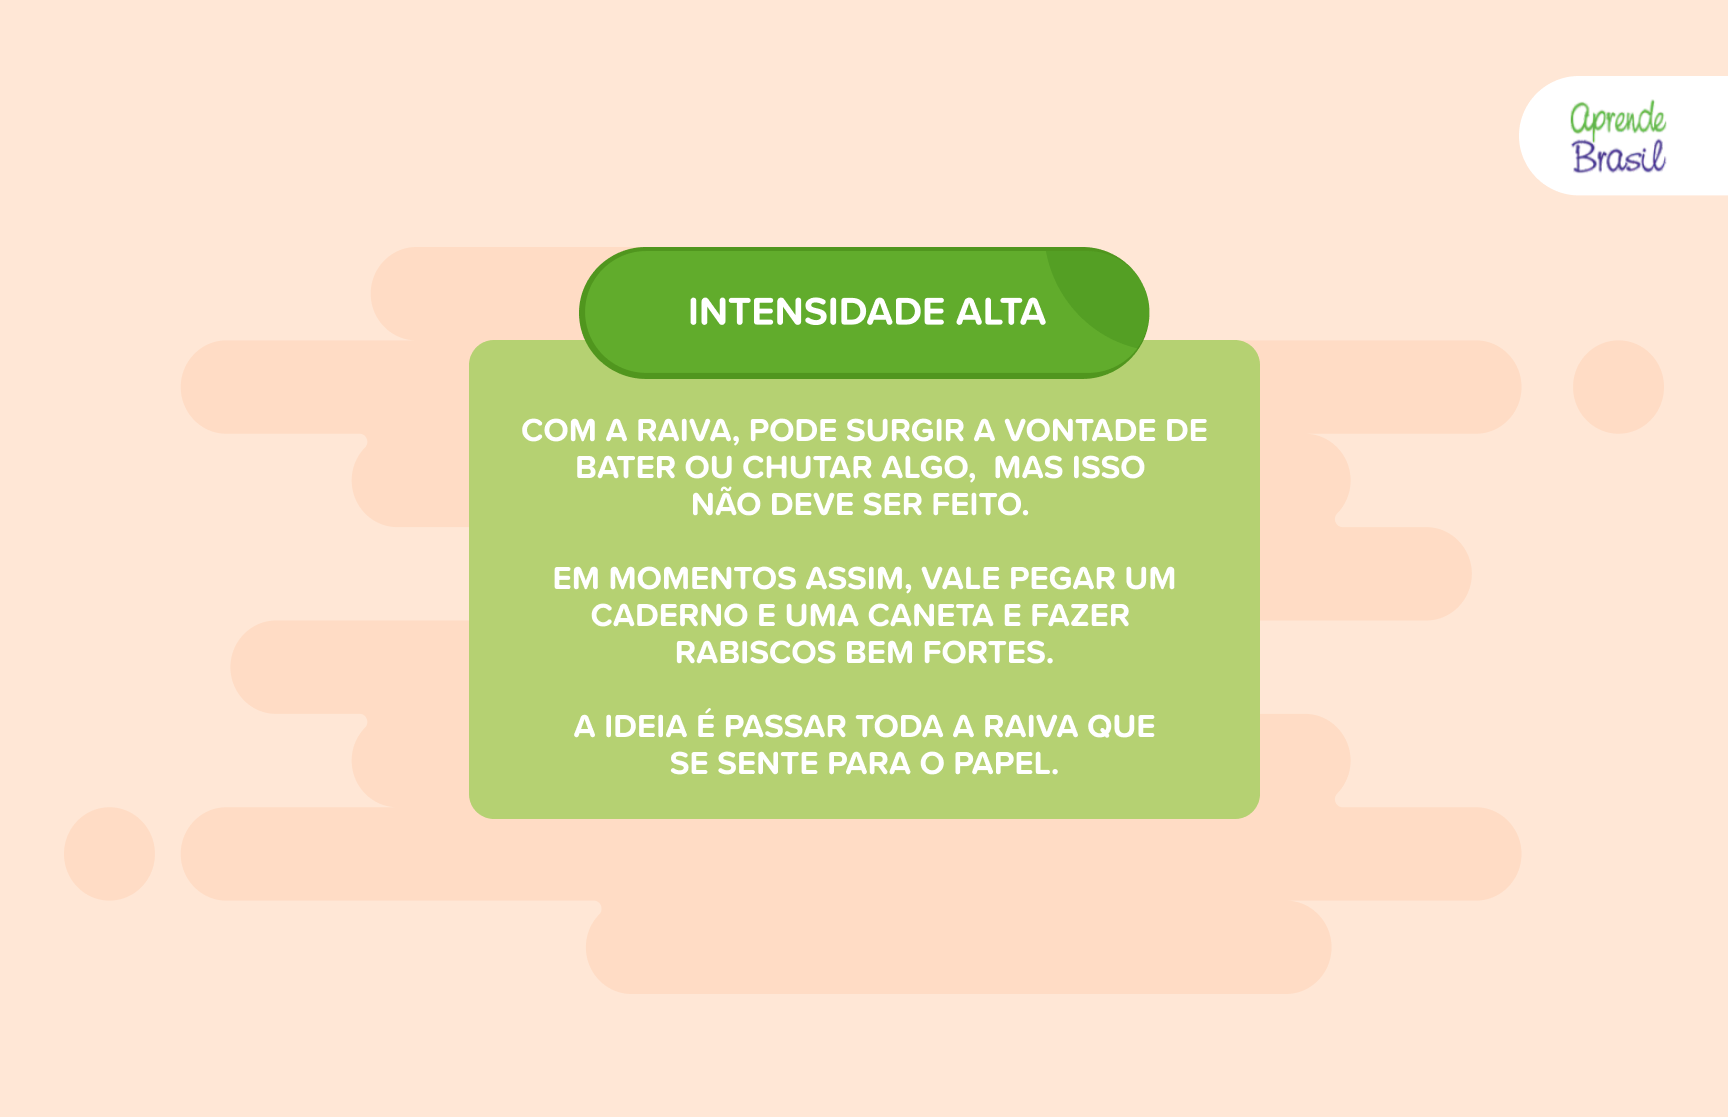 aprende
Brasil
INTENSIDADE ALTA
COM A RAIVA, PODE SURGIR A VONTADE DE
BATER OU CHUTAR ALGO,  MAS ISSO
NÃO DEVE SER FEITO.
EM MOMENTOS ASSIM, VALE PEGAR UM
CADERNO E UMA CANETA E FAZER
RABISCOS BEM FORTES.
A IDEIA É PASSAR TODA A RAIVA QUE
SE SENTE PARA O PAPEL.